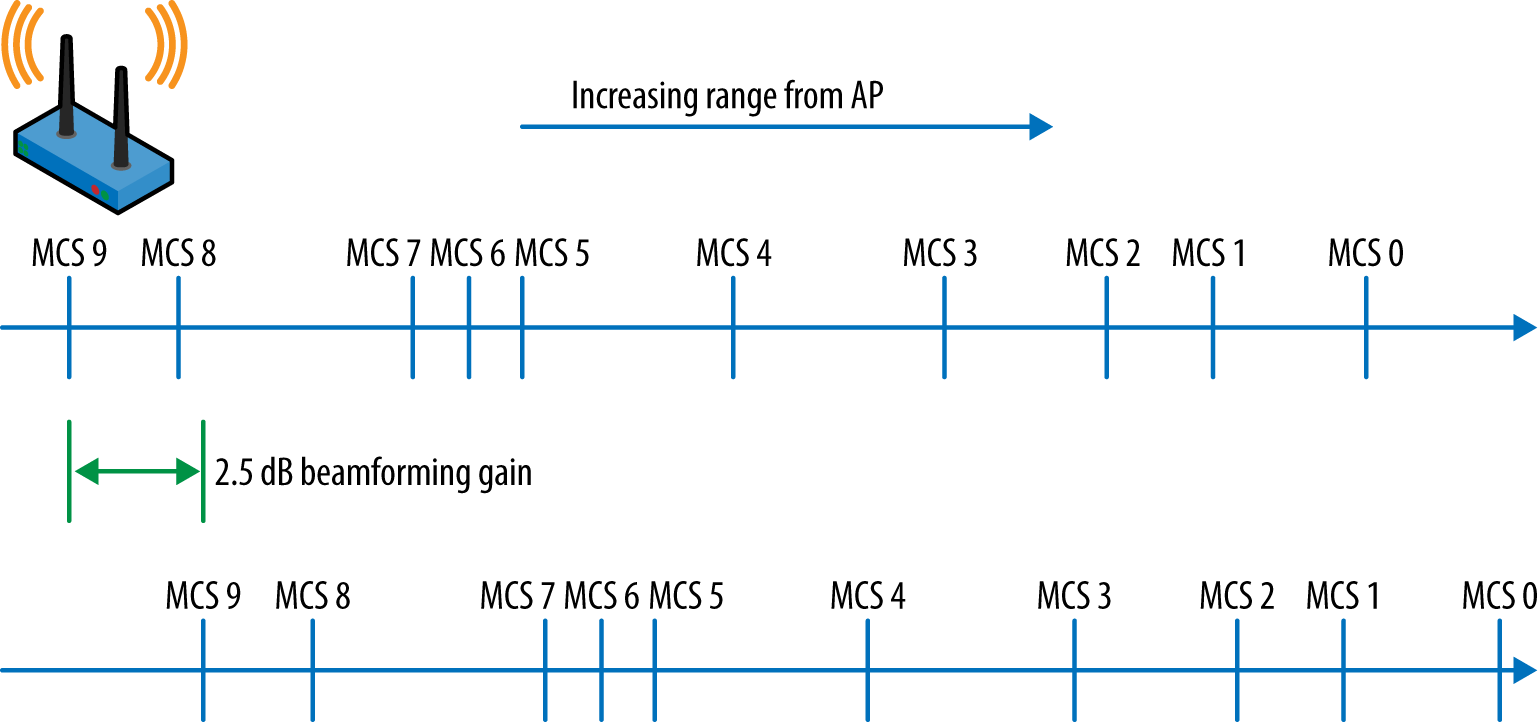 Increasing range from AP
MCS 9 MCS 8 MCS 7 MCS 6 MCS 5 MCS 4 MCS 3 MCS 2 MCS 1 MCS 0
2.5 dB beamforming gain
MCS 9 MCS 8 MCS 7 MCS 6 MCS 5 MCS 4 MCS 3 MCS 2 MCS 1 MCS 0